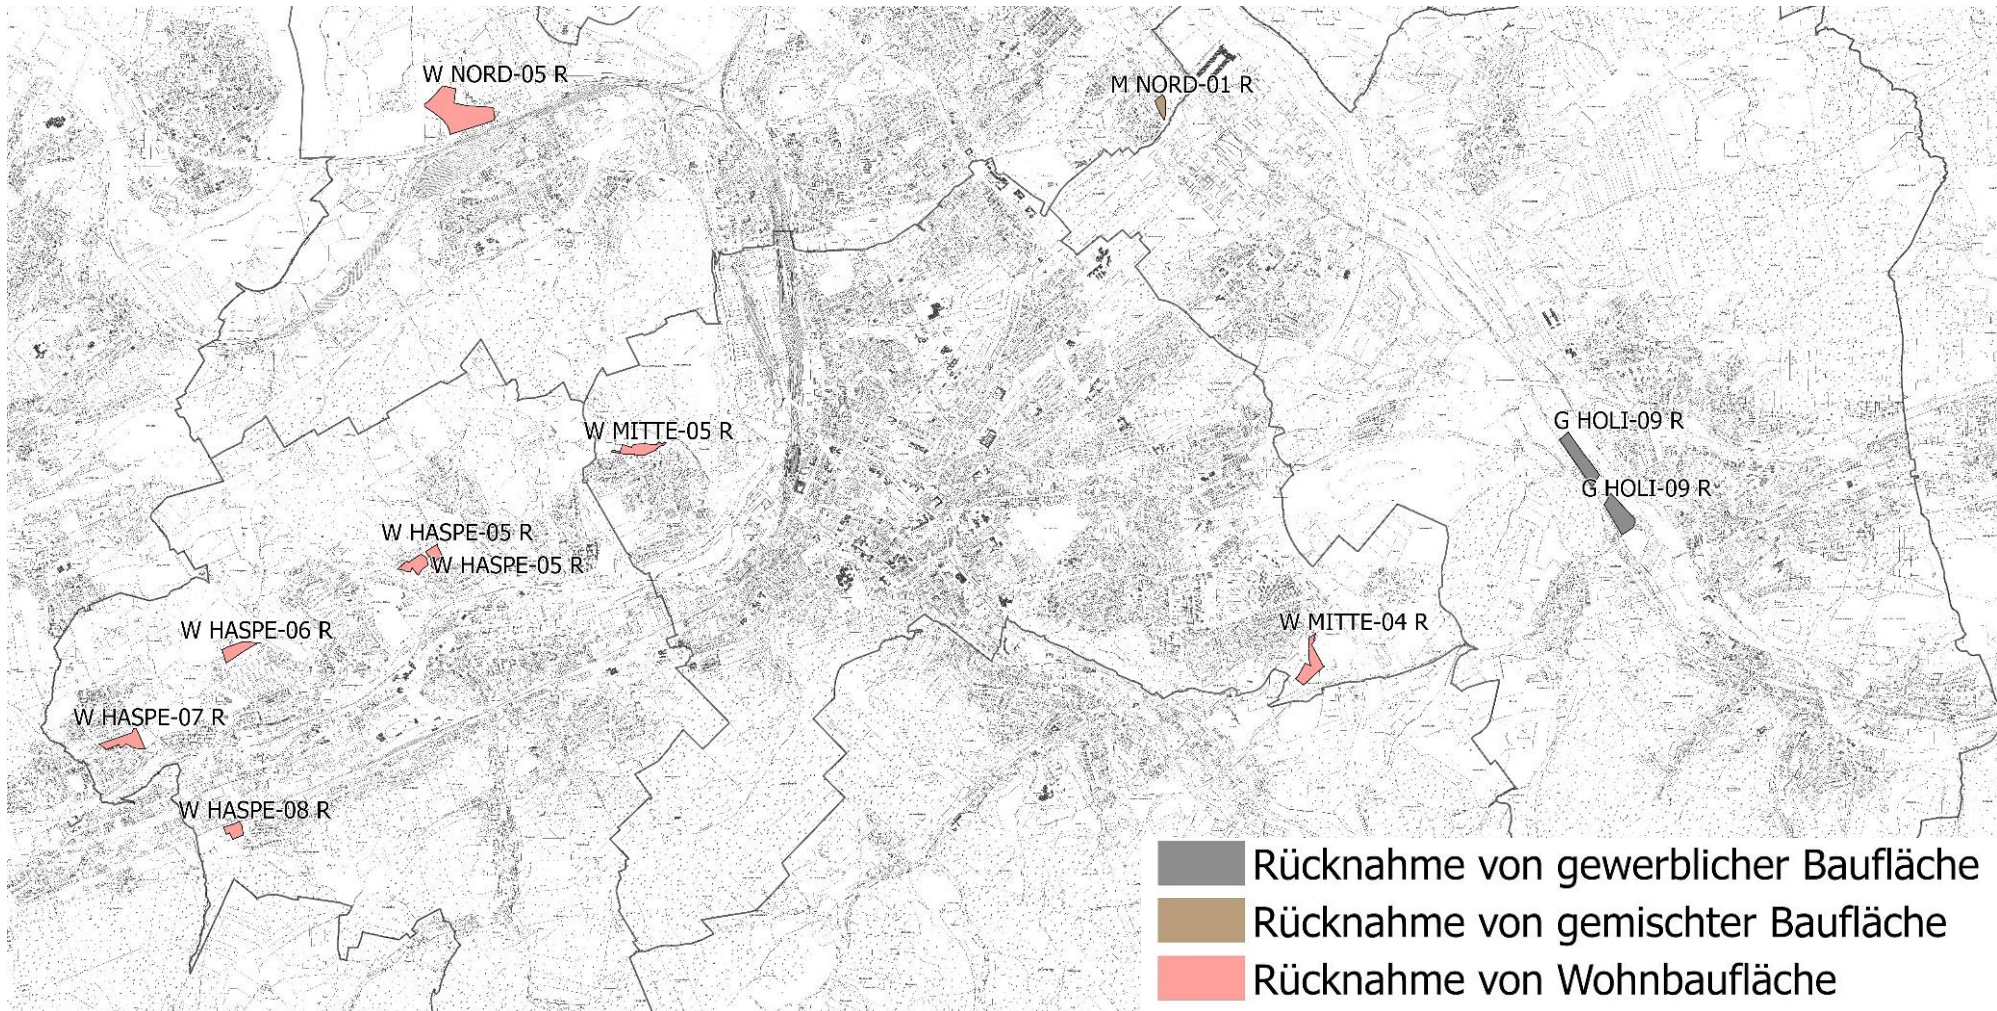 W NORD-05 R
M NORD-01 R
G HOLI-09 R
W MITTE-05 R
G HOLI-09 R
W HASPE-05 R
W HASPE-05 R
W MITTE-04 R
W HASPE-06 R
W HASPE-07 R
W HASPE-08 R
Rücknahme von gewerblicher Baufläche
Rücknahme von gemischter Baufläche
Rücknahme von Wohnbaufläche